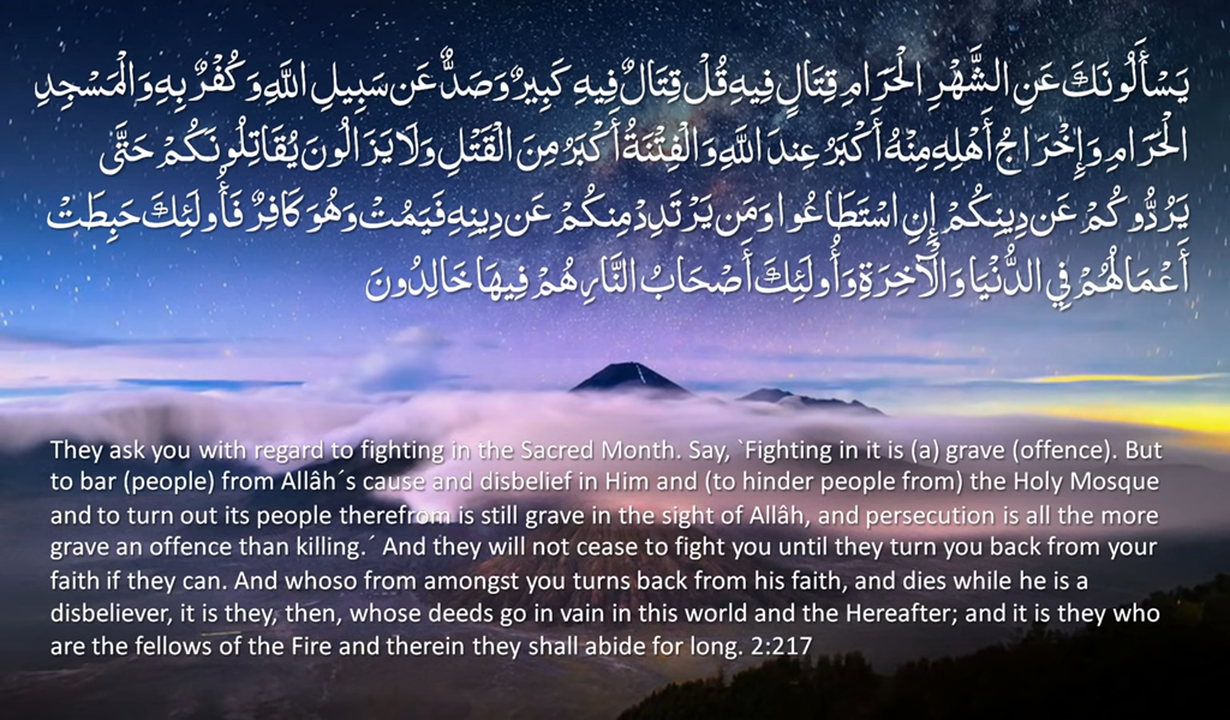 يَسْأَلُونَكَ عَنِ الشَّهْرِ الْحَرَامِ قِتَالٍ فِيهِ قُلْ قِتَالٌ فِيهِ كَبِيرٌ وَصَدٌّ عَن سَبِيلِ اللَّهِ وَكُفْرٌ بِهِ وَالْمَسْجِدِ
الْحَرَامِ وَإِخْرَاجُ أَهْلِهِ مِنْهُ أَكْبَرُ عِندَ اللَّهِ وَالْفِتْنَةُ أَكْبَرُ مِنَ الْقَتْلِ وَلَا يَزَالُونَ يُقَاتِلُونَكُمْ حَتَّى
يَرُدُّوكُمْ عَن دِينِكُمْ إِنِ اسْتَطَاعُوا وَمَن يَرْتَدِدْ مِنكُمْ عَن دِينِهِ فَيَمُتْ وَهُوَ كَافِرٌ فَأُولَئِكَ حَبِطَتْ
أَعْمَالُهُمْ فِي الدُّنْيَا وَالْآخِرَةِ وَأُولَئِكَ أَصْحَابُ النَّارِ هُمْ فِيهَا خَالِدُونَ
They ask you with regard to fighting in the Sacred Month. Say, `Fighting in it is (a) grave (offence). But
to bar (people) from Allâh´s cause and disbelief in Him and (to hinder people from) the Holy Mosque
and to turn out its people therefrom is still grave in the sight of Allâh, and persecution is all the more
grave an offence than killing.´ And they will not cease to fight you until they turn you back from your
faith if they can. And whoso from amongst you turns back from his faith, and dies while he is a
disbeliever, it is they, then, whose deeds go in vain in this world and the Hereafter; and it is they who
are the fellows of the Fire and therein they shall abide for long. 2:217